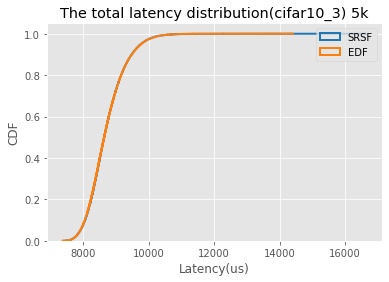 The total latency distribution(cifar10_3) 5k
SRSF
EDF
CDF
1.0
0.8
0.6
0.4
0.2
0.0
8000 10000 12000 14000 16000
Latency(us)